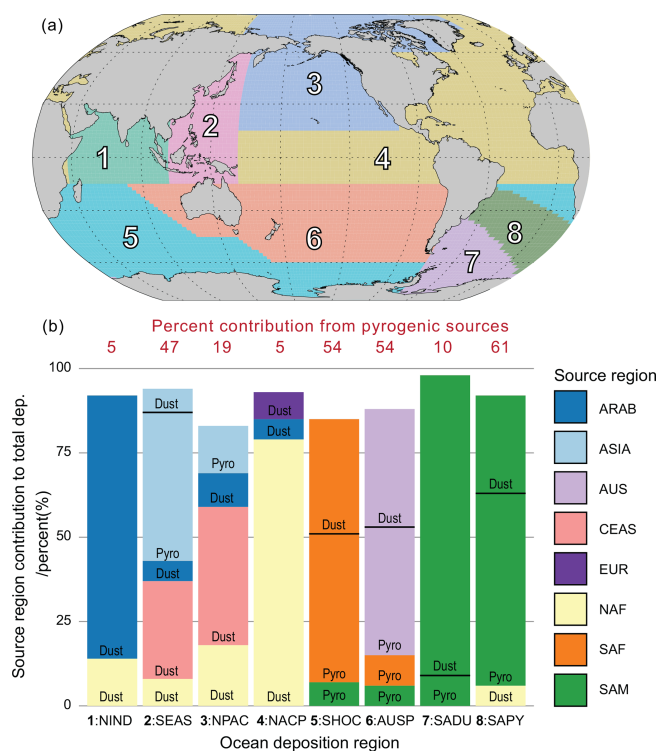 (a)
3
2
1
4
5
6
7
8
(b)
Percent contribution from pyrogenic sources
5 47 19 5 54 54 10 61
Source region contribution to total dep.
/percent(%)
100
75
50
25
0
Dust
Dust
Dust
Pyro
Dust
Dust
Dust
Pyro
Dust
Dust
Dust
Dust
Dust
Dust
Dust
Pyro
Pyro
Dust
Pyro
Pyro
Pyro
Dust
Pyro
Dust
Pyro
Dust
1:NIND 2:SEAS 3:NPAC 4:NACP 5:SHOC 6:AUSP 7:SADU 8:SAPY
Ocean deposition region
Source region
ARAB
ASIA
AUS
CEAS
EUR
NAF
SAF
SAM